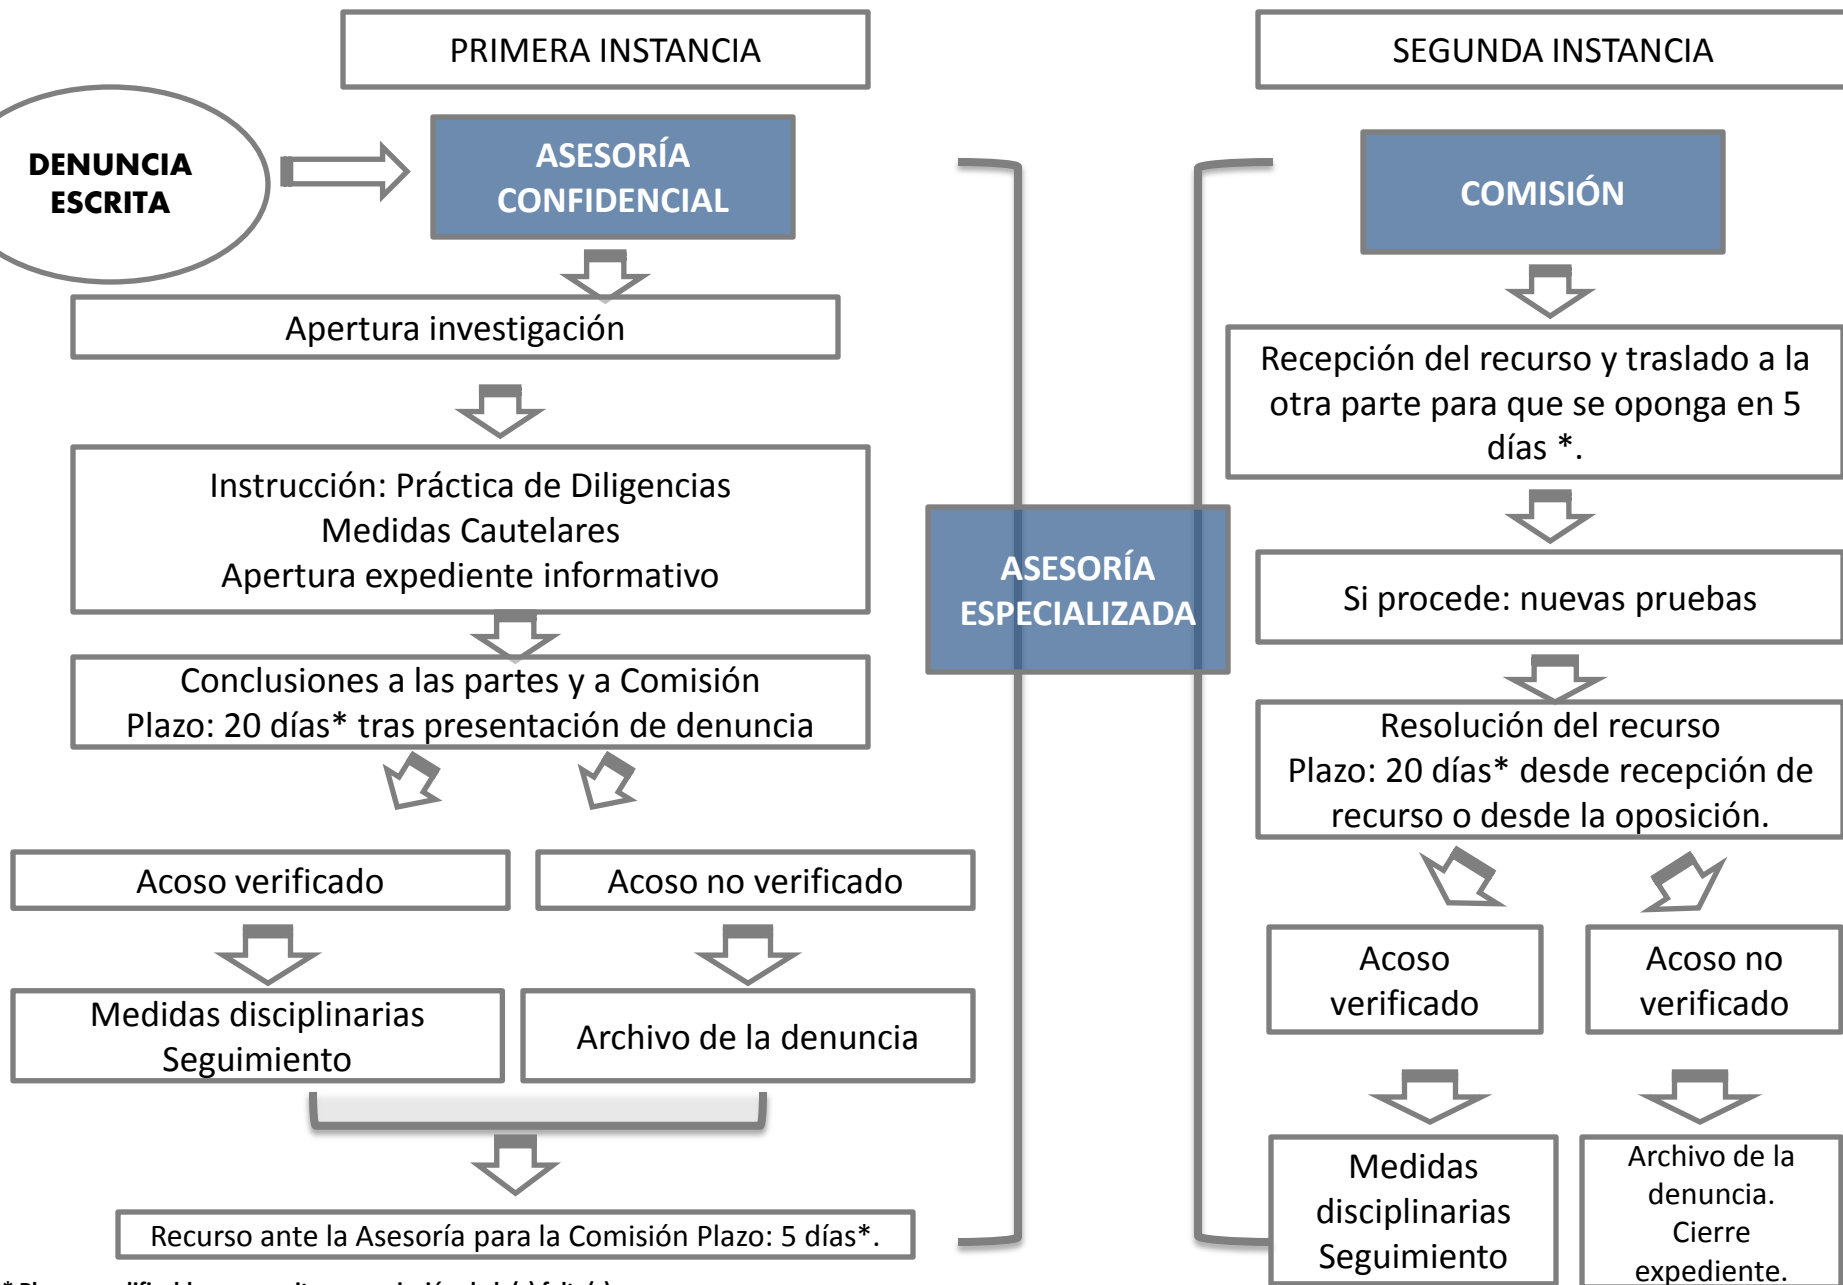 PRIMERA INSTANCIA
DENUNCIA
ESCRITA
ASESORÍA
CONFIDENCIAL
Apertura investigación
Instrucción: Práctica de Diligencias
Medidas Cautelares
Apertura expediente informativo
Conclusiones a las partes y a Comisión
Plazo: 20 días* tras presentación de denuncia
Acoso verificado
Acoso no verificado
Medidas disciplinarias
Seguimiento
Archivo de la denuncia
Recurso ante la Asesoría para la Comisión Plazo: 5 días*.
ASESORÍA
ESPECIALIZADA
SEGUNDA INSTANCIA
COMISIÓN
Recepción del recurso y traslado a la
otra parte para que se oponga en 5
días *.
Si procede: nuevas pruebas
Resolución del recurso
Plazo: 20 días* desde recepción de
recurso o desde la oposición.
Acoso
verificado
Acoso no
verificado
Medidas
disciplinarias
Seguimiento
Archivo de la
denuncia.
Cierre
expediente.